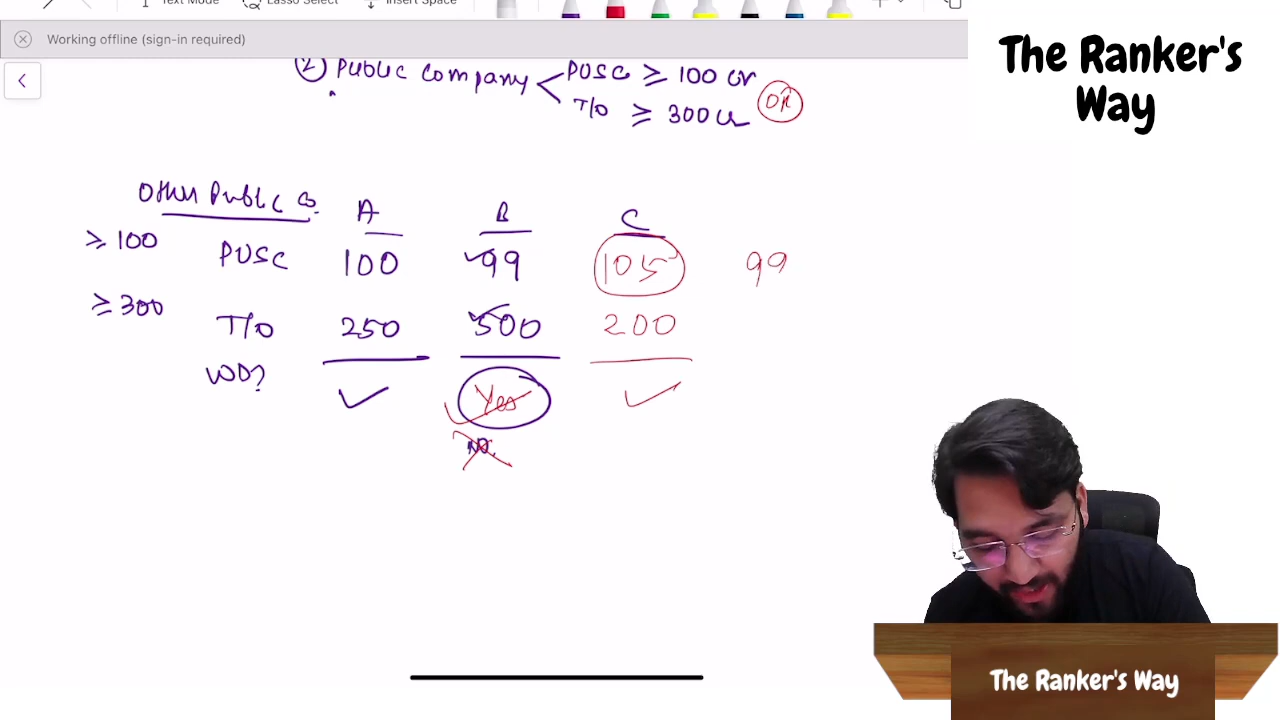 Text Mode
Lasso Select
Insert Space
Working offline (sign-in required)
The Ranker's
Way
② Public Company
PUSC ≥ 100 cr
T/O ≥ 300 cr
OR
Other Public Co.
A
B
C
≥ 100
PUSC
100
99
105
99
≥ 300
T/O
250
500
200
WD?
Yes
NO.
The Ranker's Way